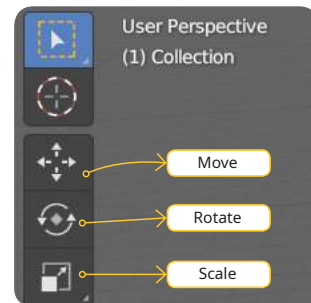 User Perspective
(1) Collection
Move
Rotate
Scale